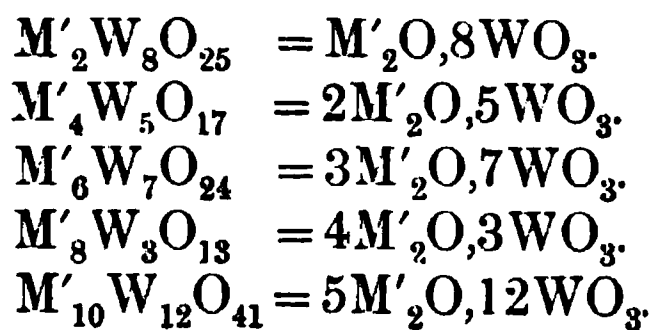 M′₂W₈O₂₅ = M′₂O,8WO₃.
M′₄W₅O₁₇ = 2M′₂O,5WO₃.
M′₆W₇O₂₄ = 3M′₂O,7WO₃.
M′₈W₃O₁₃ = 4M′₂O,3WO₃.
M′₁₀W₁₂O₄₁ = 5M′₂O,12WO₃.